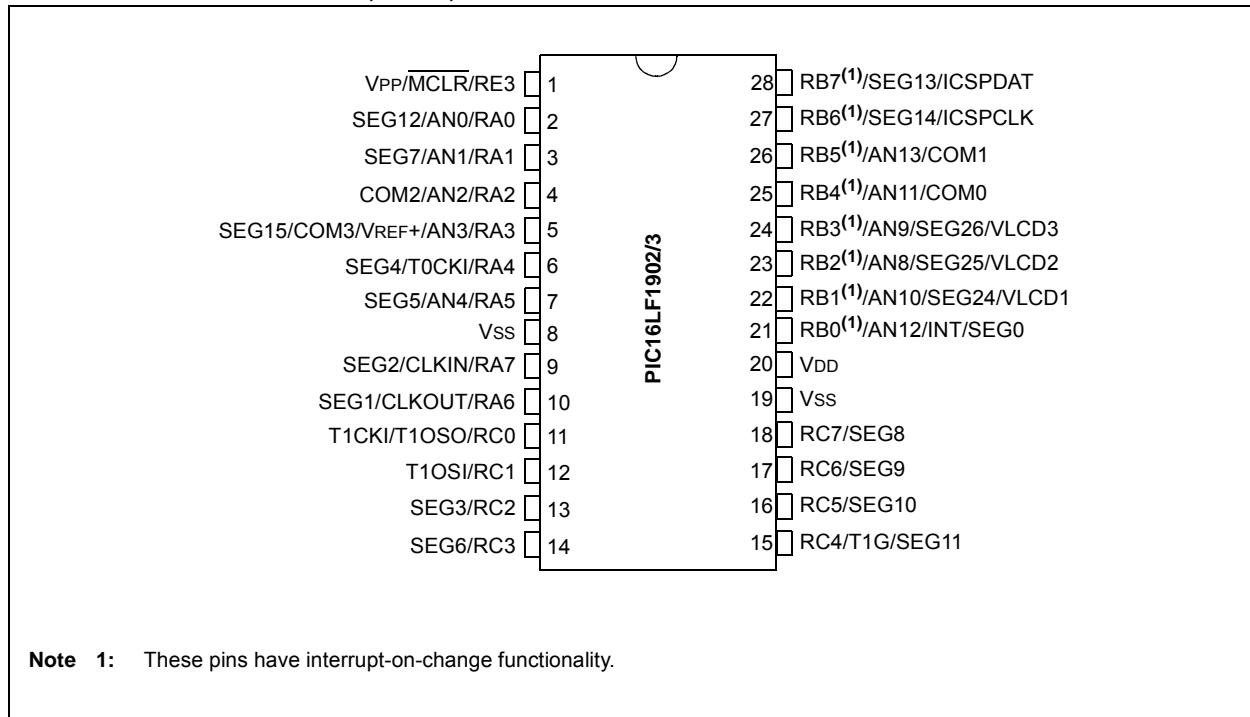 VPP/MCLR/RE3 1
SEG12/AN0/RA0 2
SEG7/AN1/RA1 3
COM2/AN2/RA2 4
SEG15/COM3/VREF+/AN3/RA3 5
SEG4/T0CKI/RA4 6
SEG5/AN4/RA5 7
VSS 8
SEG2/CLKIN/RA7 9
SEG1/CLKOUT/RA6 10
T1CKI/T1OSO/RC0 11
T1OSI/RC1 12
SEG3/RC2 13
SEG6/RC3 14
PIC16LF1902/3
28 RB7(1)/SEG13/ICSPDAT
27 RB6(1)/SEG14/ICSPCLK
26 RB5(1)/AN13/COM1
25 RB4(1)/AN11/COM0
24 RB3(1)/AN9/SEG26/VLCD3
23 RB2(1)/AN8/SEG25/VLCD2
22 RB1(1)/AN10/SEG24/VLCD1
21 RB0(1)/AN12/INT/SEG0
20 VDD
19 VSS
18 RC7/SEG8
17 RC6/SEG9
16 RC5/SEG10
15 RC4/T1G/SEG11
Note 1: These pins have interrupt-on-change functionality.